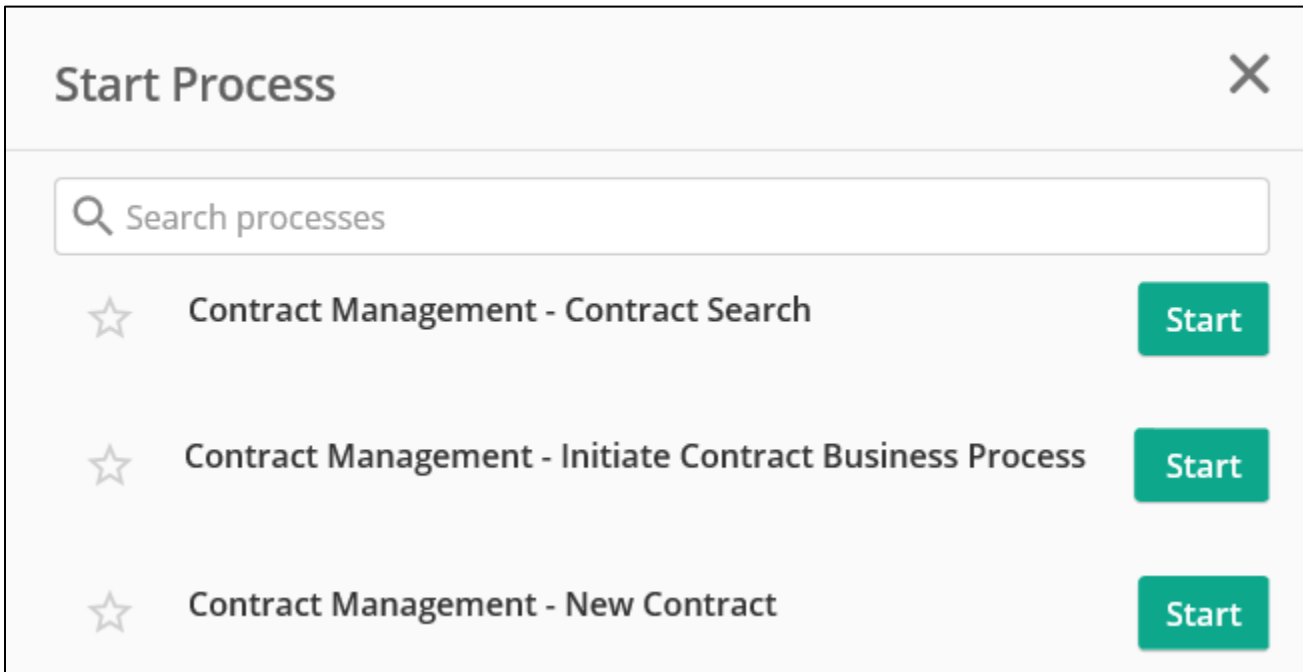 Start Process
Search processes
Contract Management - Contract Search
Start
Contract Management - Initiate Contract Business Process
Start
Contract Management - New Contract
Start